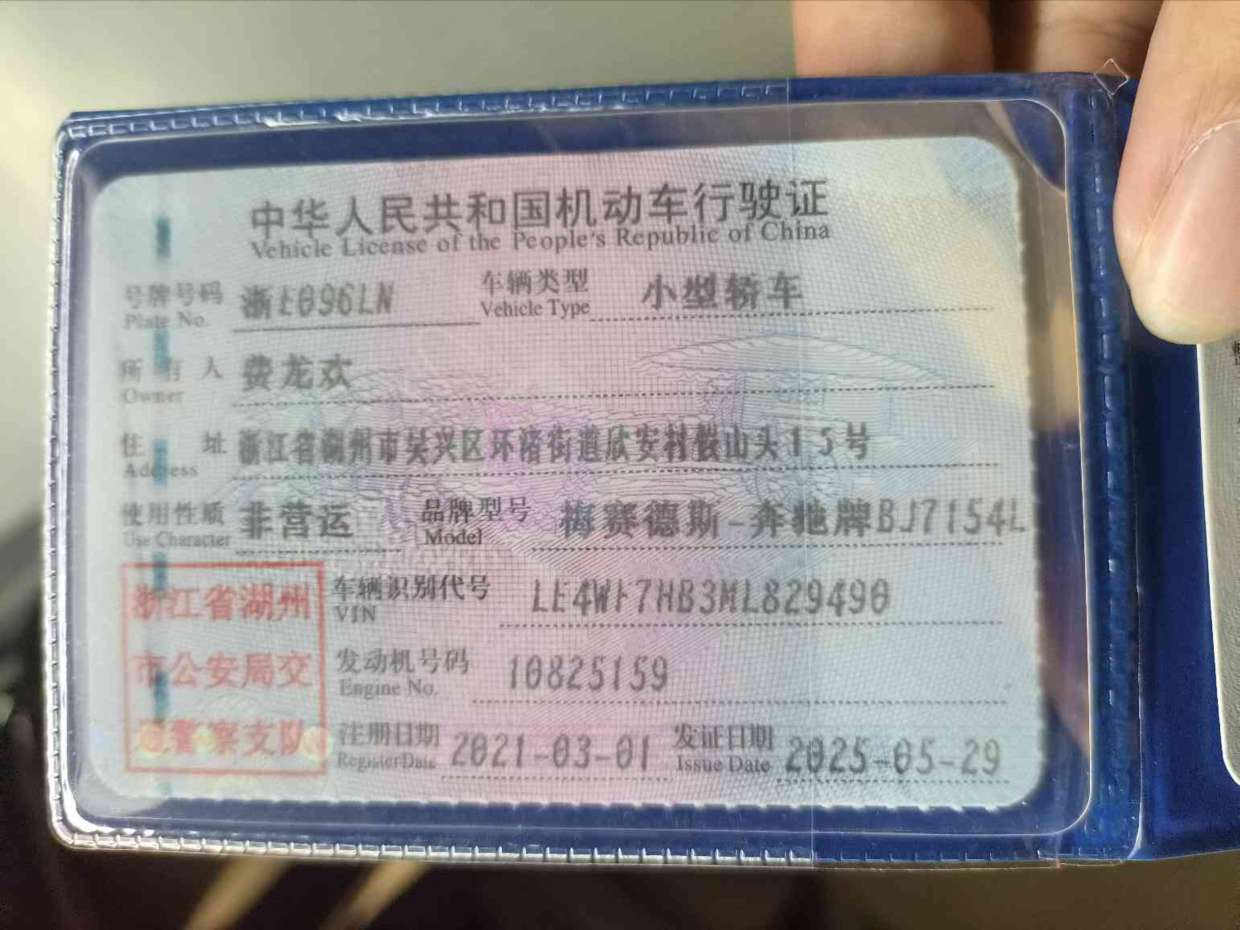 中华人民共和国机动车行驶证
Vehicle License of the People's Republic of China
号牌号码 浙E096LN 车辆类型 小型轿车
Plate No. Vehicle Type
所有人 费龙欢
Owner
住址 浙江省湖州市吴兴区环渚街道欣安村鞍山头15号
Address
使用性质 非营运 品牌型号 梅赛德斯-奔驰牌BJ7154L
Use Character Model
浙江省湖州
市公安局交
通警察支队
车辆识别代号 LE4WF7HB3ML829490
VIN
发动机号码 10825159
Engine No.
注册日期 2021-03-01 发证日期 2025-05-29
Register Date Issue Date